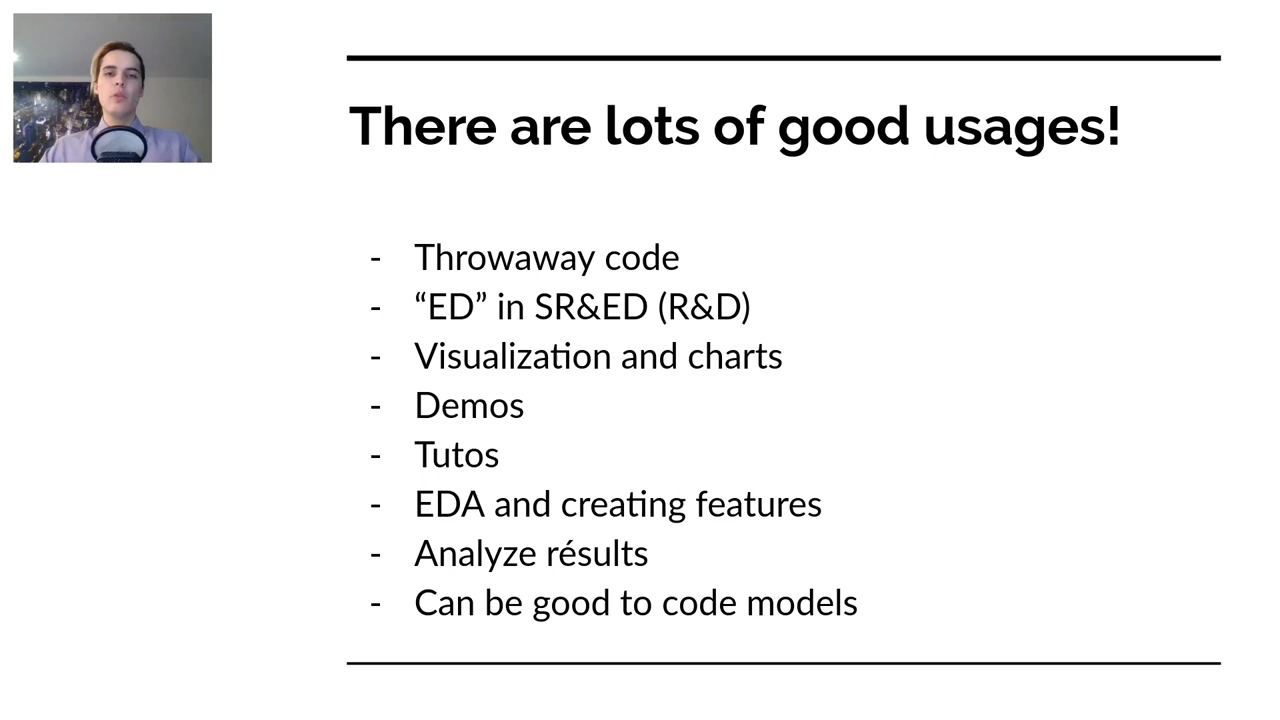 There are lots of good usages!
- Throwaway code
- “ED” in SR&ED (R&D)
- Visualization and charts
- Demos
- Tutos
- EDA and creating features
- Analyze résults
- Can be good to code models